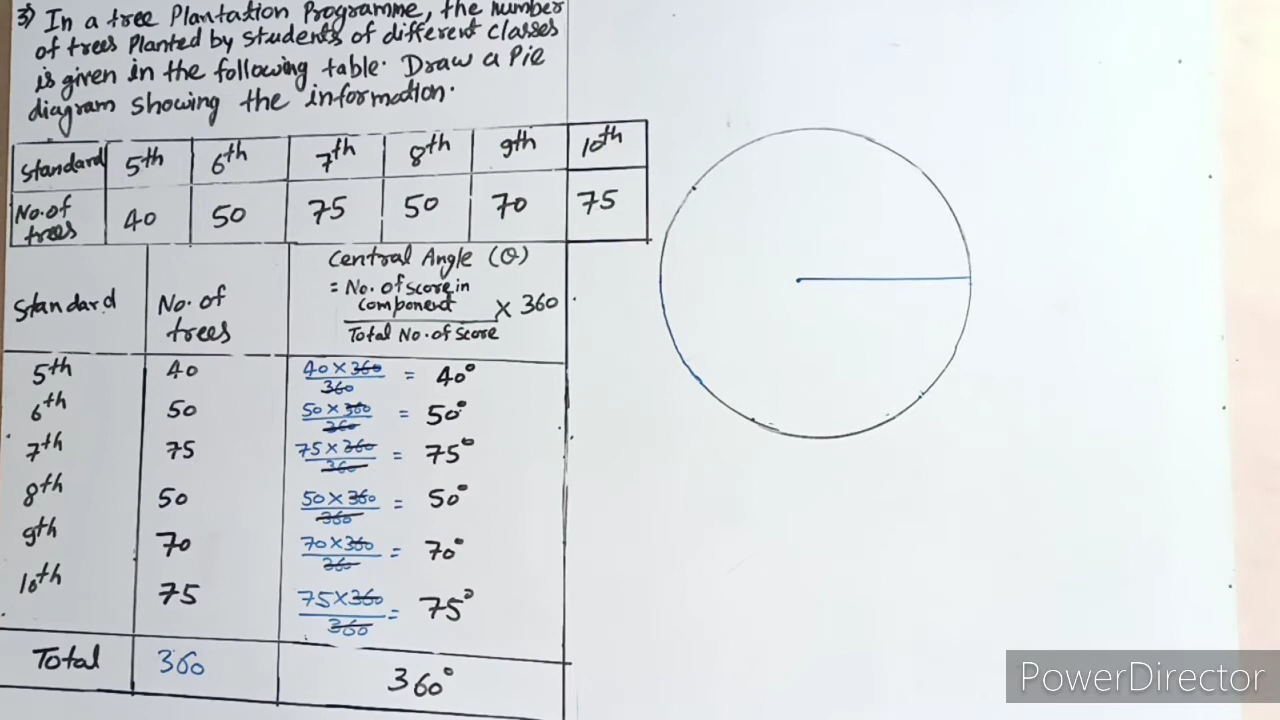 3) In a tree Plantation Programme, the number
of trees Planted by students of different classes
is given in the following table. Draw a Pie
diagram showing the information.
Standard 5th 6th 7th 8th 9th 10th
No. of trees 40 50 75 50 70 75
Standard No. of trees Central Angle (θ)
= No. of score in component / Total No. of score × 360
5th 40 40 × 360 / 360 = 40°
6th 50 50 × 360 / 360 = 50°
7th 75 75 × 360 / 360 = 75°
8th 50 50 × 360 / 360 = 50°
9th 70 70 × 360 / 360 = 70°
10th 75 75 × 360 / 360 = 75°
Total 360 360°
PowerDirector